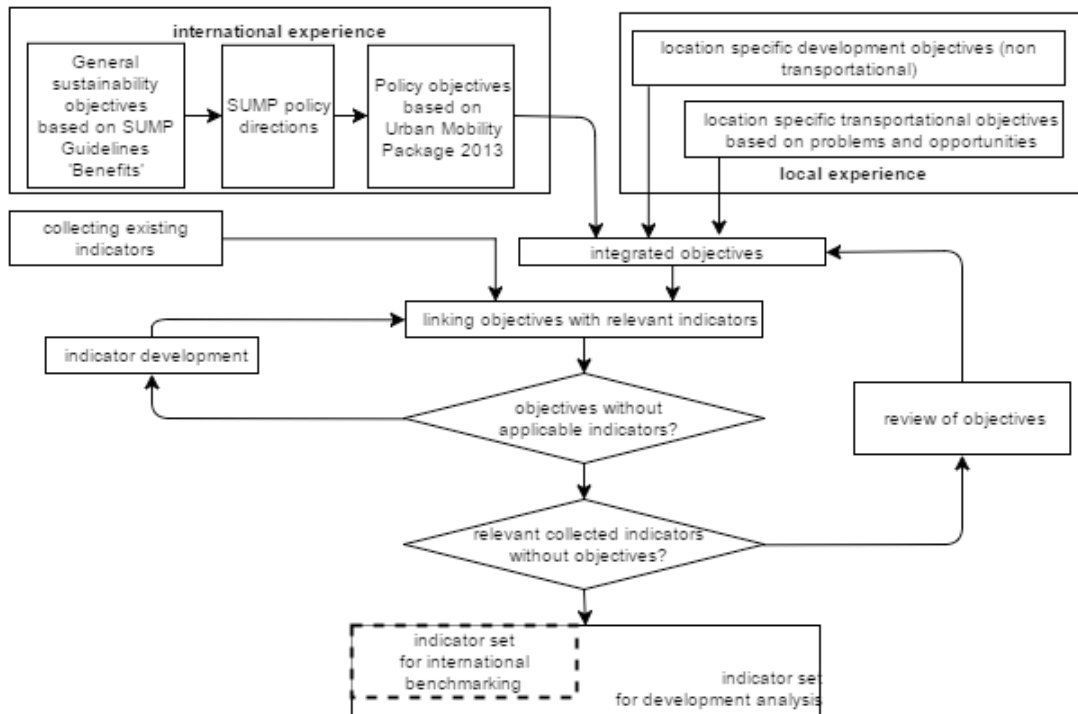 international experience
General
sustainability
objectives
based on SUMP
Guidelines
'Benefits'
SUMP policy
directions
Policy objectives
based on
Urban Mobility
Package 2013
location specific development objectives (non
transportational)
location specific transportational objectives
based on problems and opportunities
local experience
collecting existing
indicators
integrated objectives
linking objectives with relevant indicators
indicator development
objectives without
applicable indicators?
review of objectives
relevant collected indicators
without objectives?
indicator set
for international
benchmarking
indicator set
for development analysis